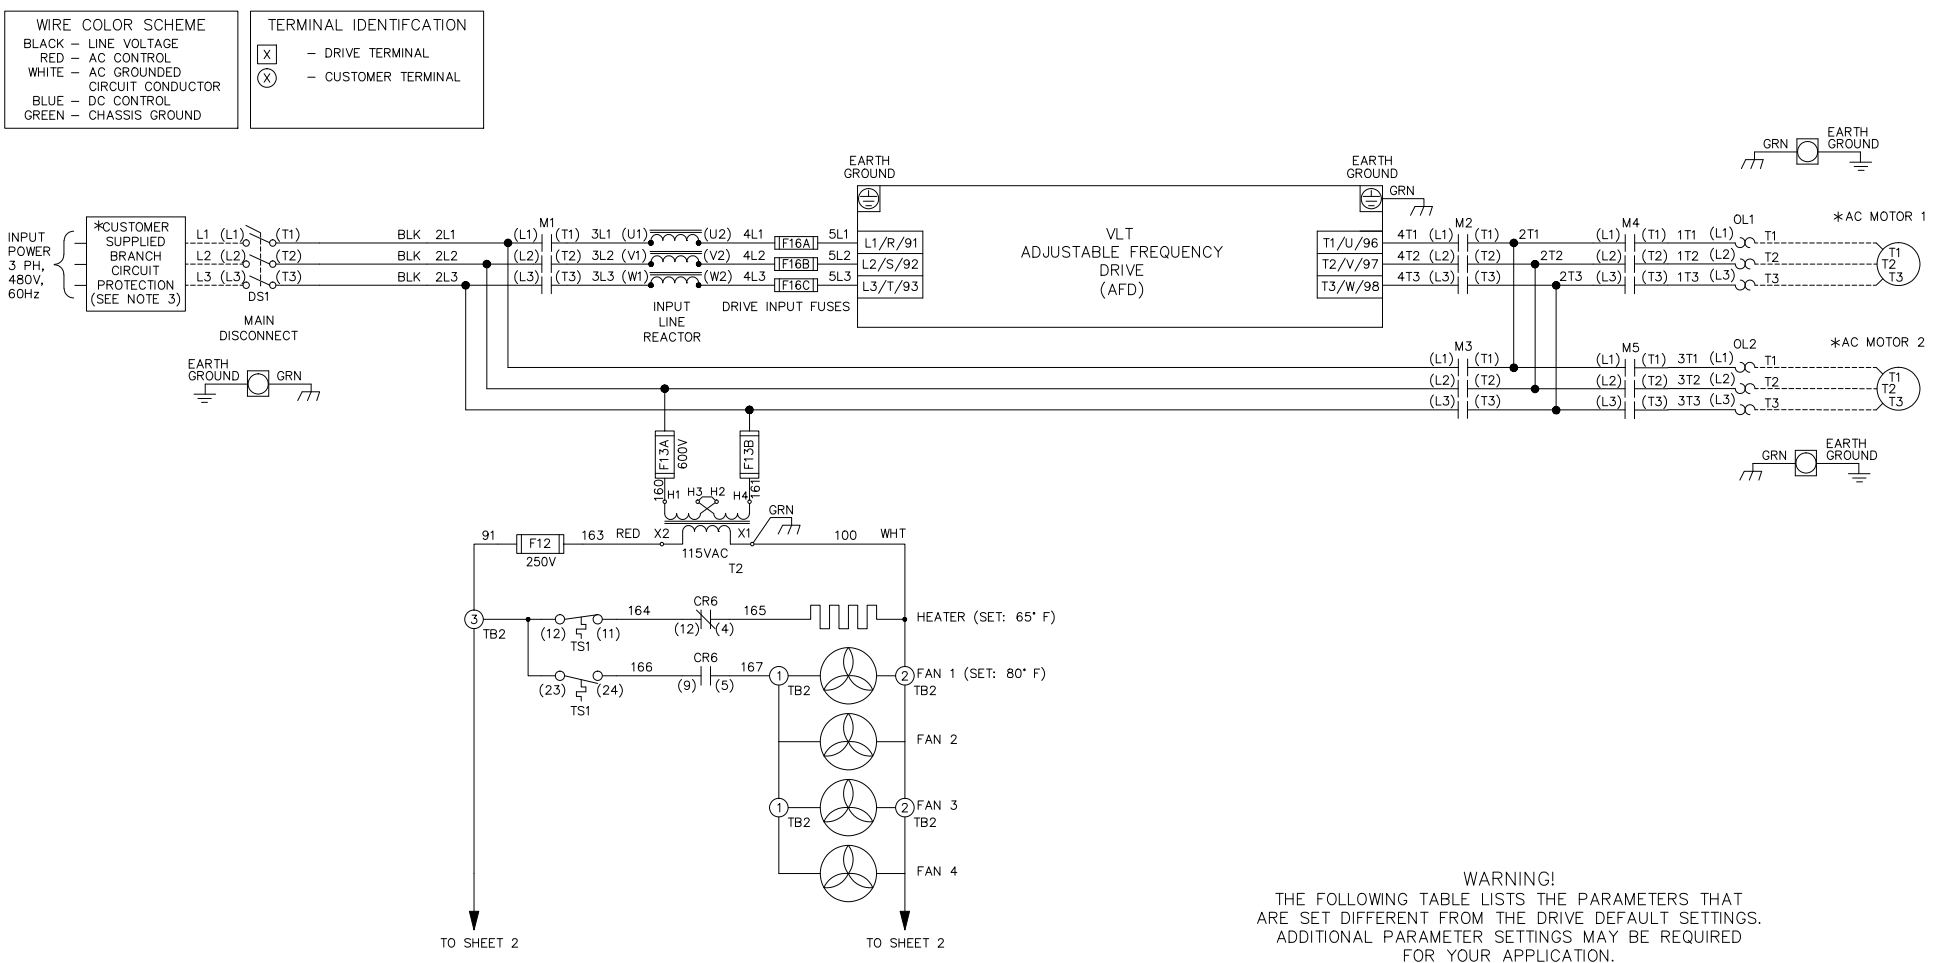 WIRE COLOR SCHEME
BLACK – LINE VOLTAGE
RED – AC CONTROL
WHITE – AC GROUNDED
CIRCUIT CONDUCTOR
BLUE – DC CONTROL
GREEN – CHASSIS GROUND
TERMINAL IDENTIFCATION
X – DRIVE TERMINAL
X – CUSTOMER TERMINAL
INPUT
POWER
3 PH,
480V,
60Hz
*CUSTOMER
SUPPLIED
BRANCH
CIRCUIT
PROTECTION
(SEE NOTE 3)
L1 (L1) (T1) BLK 2L1 (L1) M1 (T1) 3L1 (U1) (U2) 4L1 F16A 5L1 L1/R/91
L2 (L2) (T2) BLK 2L2 (L2) (T2) 3L2 (V1) (V2) 4L2 F16B 5L2 L2/S/92
L3 (L3) (T3) BLK 2L3 (L3) (T3) 3L3 (W1) (W2) 4L3 F16C 5L3 L3/T/93
DS1
MAIN
DISCONNECT
INPUT
LINE
REACTOR
DRIVE INPUT FUSES
EARTH
GROUND
VLT
ADJUSTABLE FREQUENCY
DRIVE
(AFD)
EARTH
GROUND
GRN
T1/U/96 4T1 (L1) M2 (T1) 2T1 (L1) M4 (T1) 1T1 (L1) OL1 T1
T2/V/97 4T2 (L2) (T2) 2T2 (L2) (T2) 1T2 (L2) T2
T3/W/98 4T3 (L3) (T3) 2T3 (L3) (T3) 1T3 (L3) T3
GRN
EARTH
GROUND
*AC MOTOR 1
T1
T2
T3
EARTH
GROUND
GRN
(L1) M3 (T1) (L1) M5 (T1) 3T1 (L1) OL2 T1
(L2) (T2) (L2) (T2) 3T2 (L2) T2
(L3) (T3) (L3) (T3) 3T3 (L3) T3
*AC MOTOR 2
T1
T2
T3
GRN
EARTH
GROUND
F13A
600V
F13B
160
161
H1 H3 H2 H4
GRN
91 F12 163 RED X2 X1 100 WHT
250V
115VAC
T2
3
TB2
(12) (11)
TS1
164
CR6
(12) (4)
165
HEATER (SET: 65° F)
(23) (24)
TS1
166
CR6
(9) (5)
167
1
TB2
2
TB2
FAN 1 (SET: 80° F)
FAN 2
1
TB2
2
TB2
FAN 3
FAN 4
TO SHEET 2
TO SHEET 2
WARNING!
THE FOLLOWING TABLE LISTS THE PARAMETERS THAT
ARE SET DIFFERENT FROM THE DRIVE DEFAULT SETTINGS.
ADDITIONAL PARAMETER SETTINGS MAY BE REQUIRED
FOR YOUR APPLICATION.